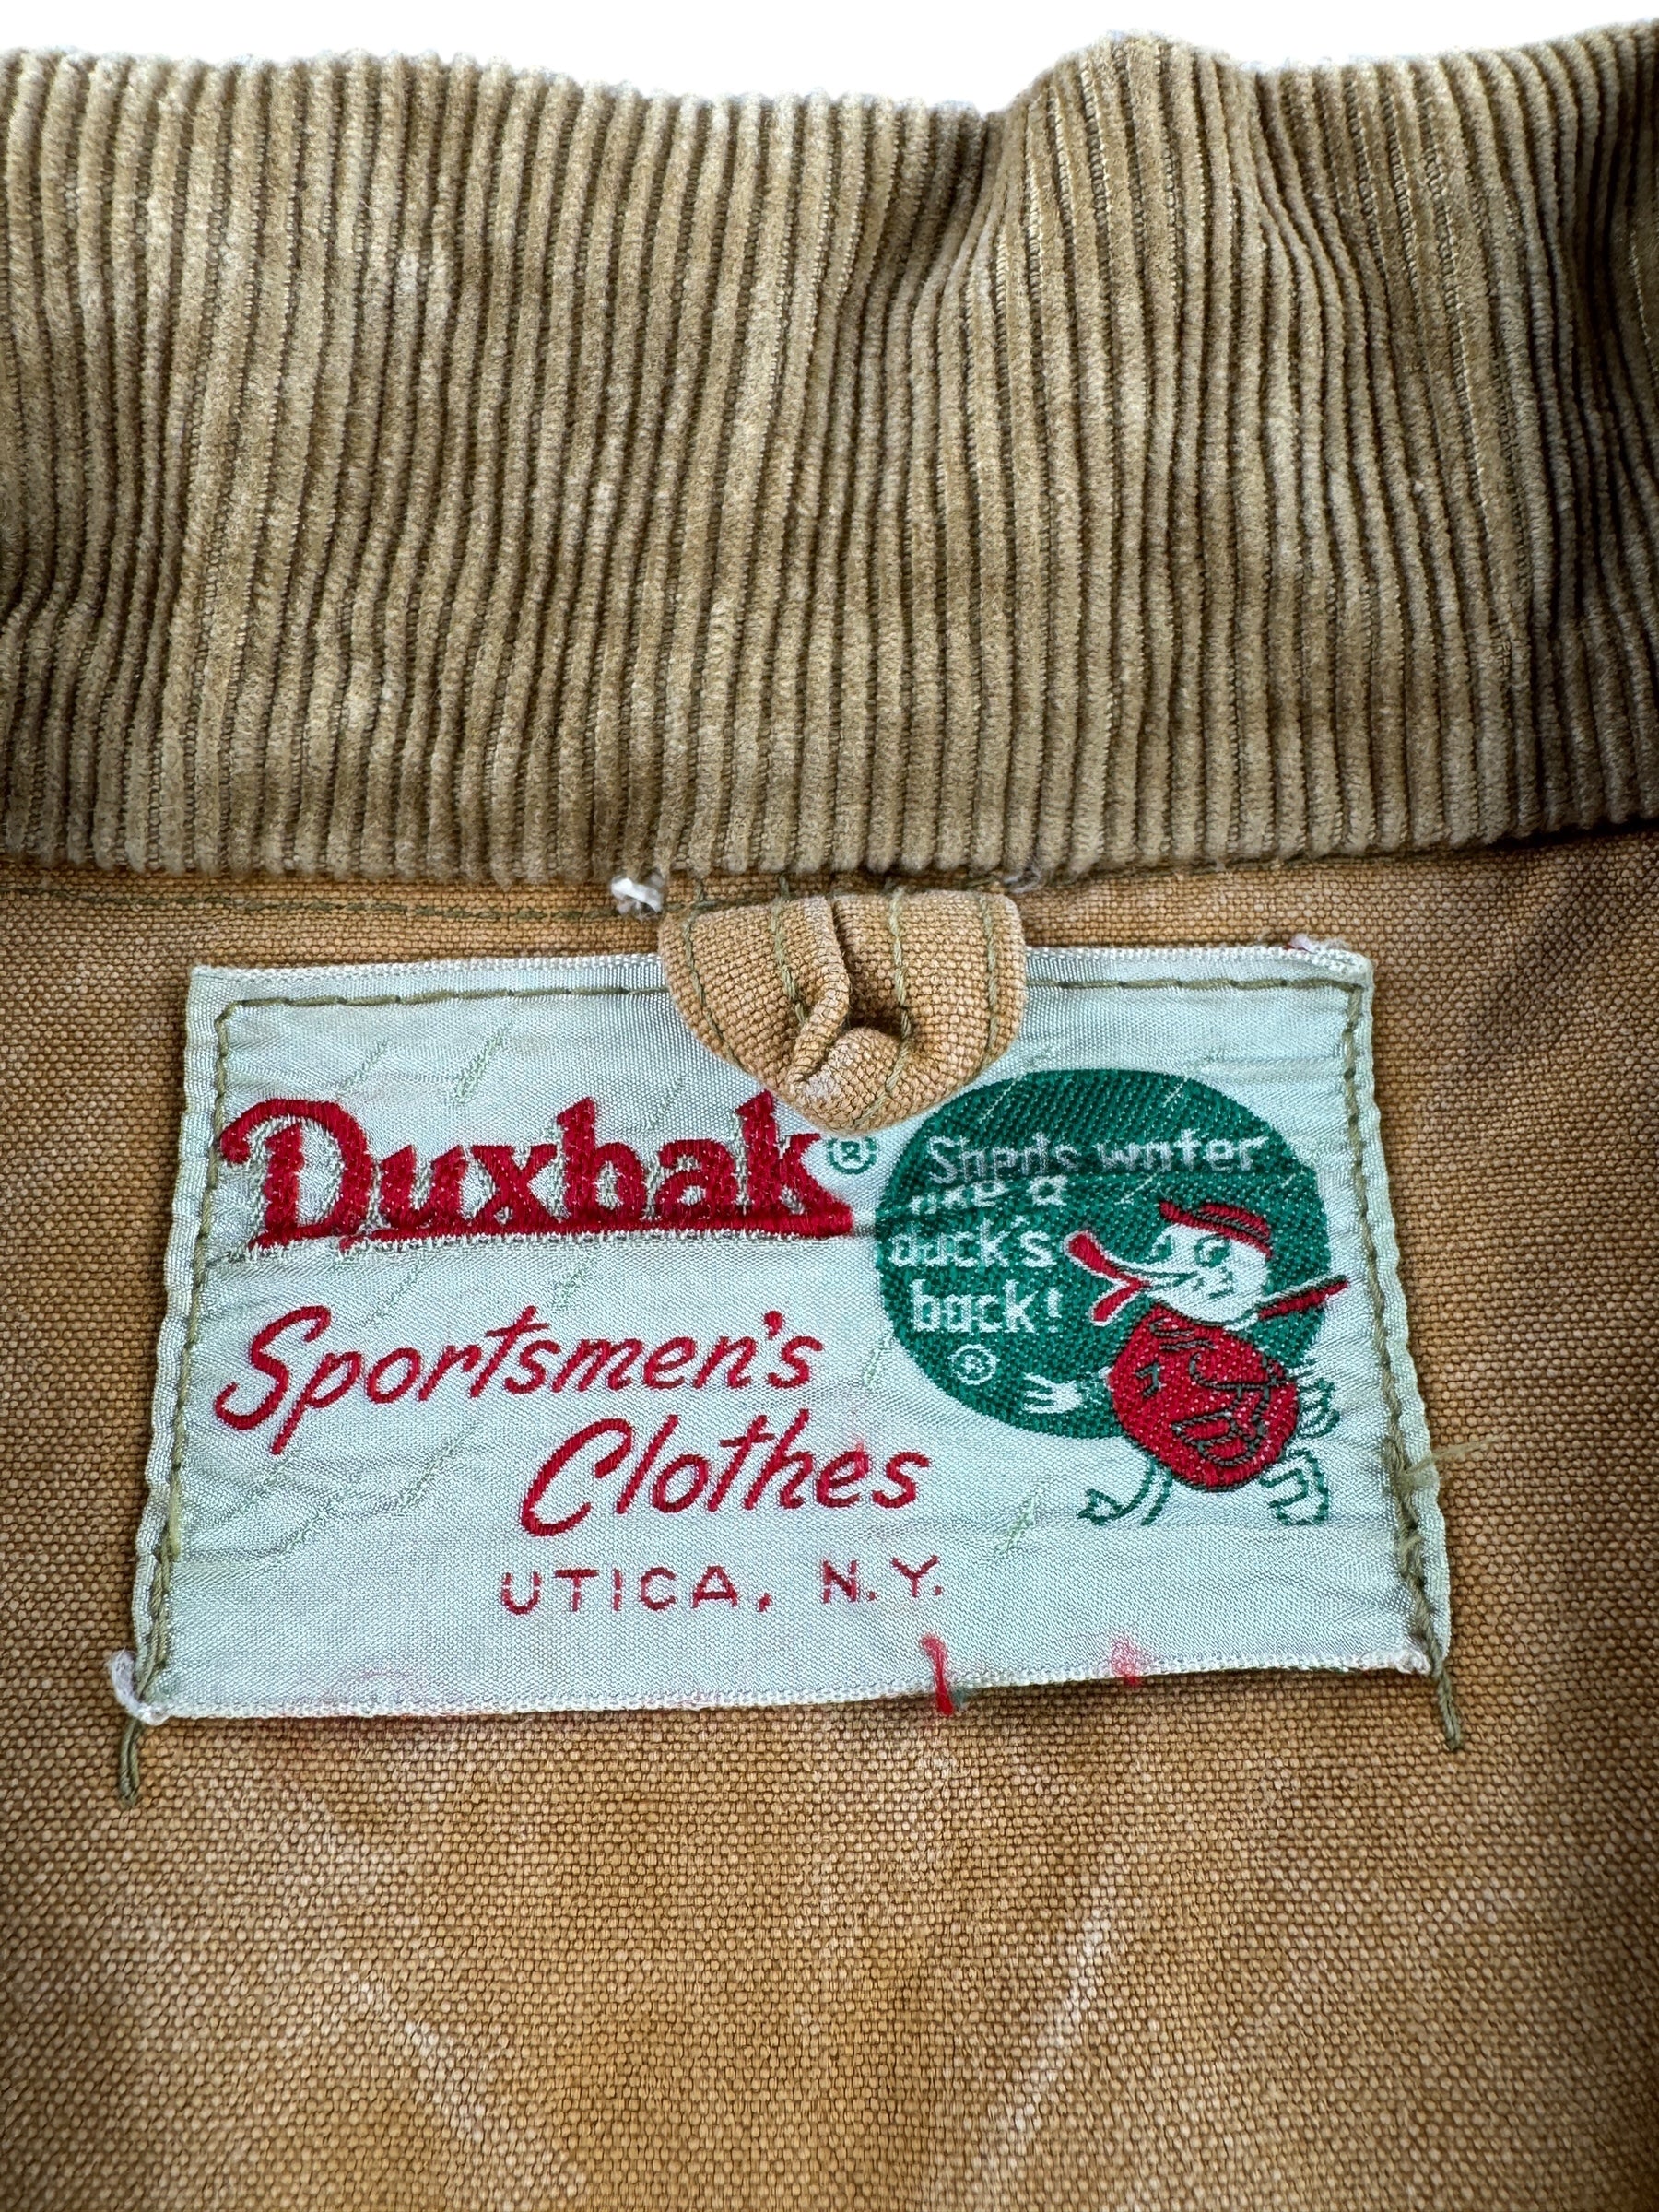 Duxbak®
Sheds water
like a
duck's
back!
®
Sportsmen's
Clothes
UTICA, N.Y.